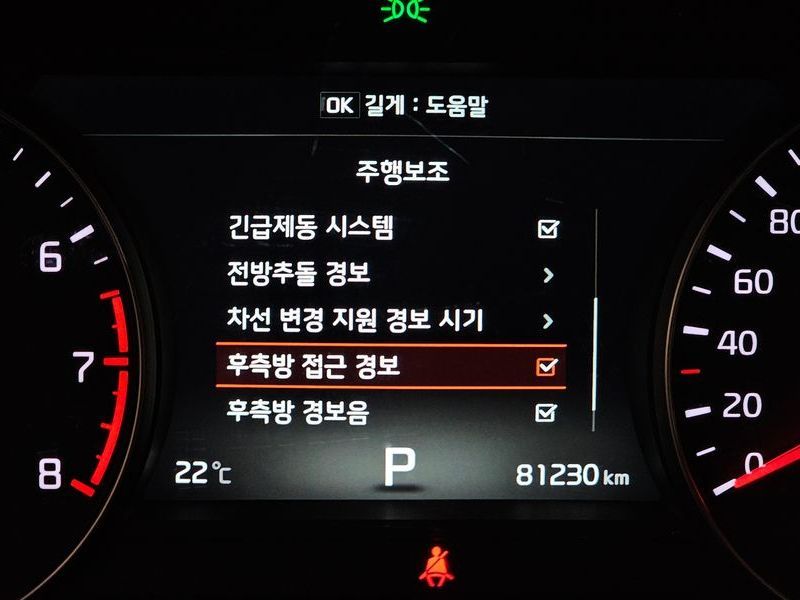 OK 길게 : 도움말
주행보조
긴급제동 시스템
전방추돌 경보
차선 변경 지원 경보 시기
후측방 접근 경보
후측방 경보음
22℃ P 81230 km
6
7
8
80
60
40
20
0